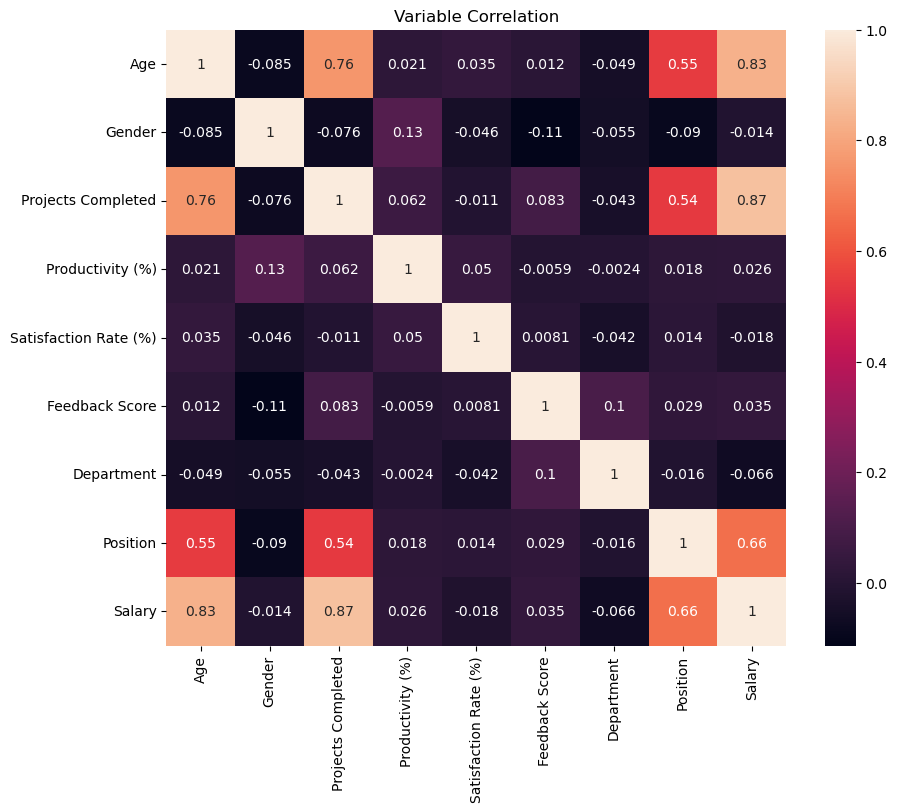 Variable Correlation
Age 1 -0.085 0.76 0.021 0.035 0.012 -0.049 0.55 0.83
Gender -0.085 1 -0.076 0.13 -0.046 -0.11 -0.055 -0.09 -0.014
Projects Completed 0.76 -0.076 1 0.062 -0.011 0.083 -0.043 0.54 0.87
Productivity (%) 0.021 0.13 0.062 1 0.05 -0.0059 -0.0024 0.018 0.026
Satisfaction Rate (%) 0.035 -0.046 -0.011 0.05 1 0.0081 -0.042 0.014 -0.018
Feedback Score 0.012 -0.11 0.083 -0.0059 0.0081 1 0.1 0.029 0.035
Department -0.049 -0.055 -0.043 -0.0024 -0.042 0.1 1 -0.016 -0.066
Position 0.55 -0.09 0.54 0.018 0.014 0.029 -0.016 1 0.66
Salary 0.83 -0.014 0.87 0.026 -0.018 0.035 -0.066 0.66 1
Age
Gender
Projects Completed
Productivity (%)
Satisfaction Rate (%)
Feedback Score
Department
Position
Salary
1.0
0.8
0.6
0.4
0.2
0.0